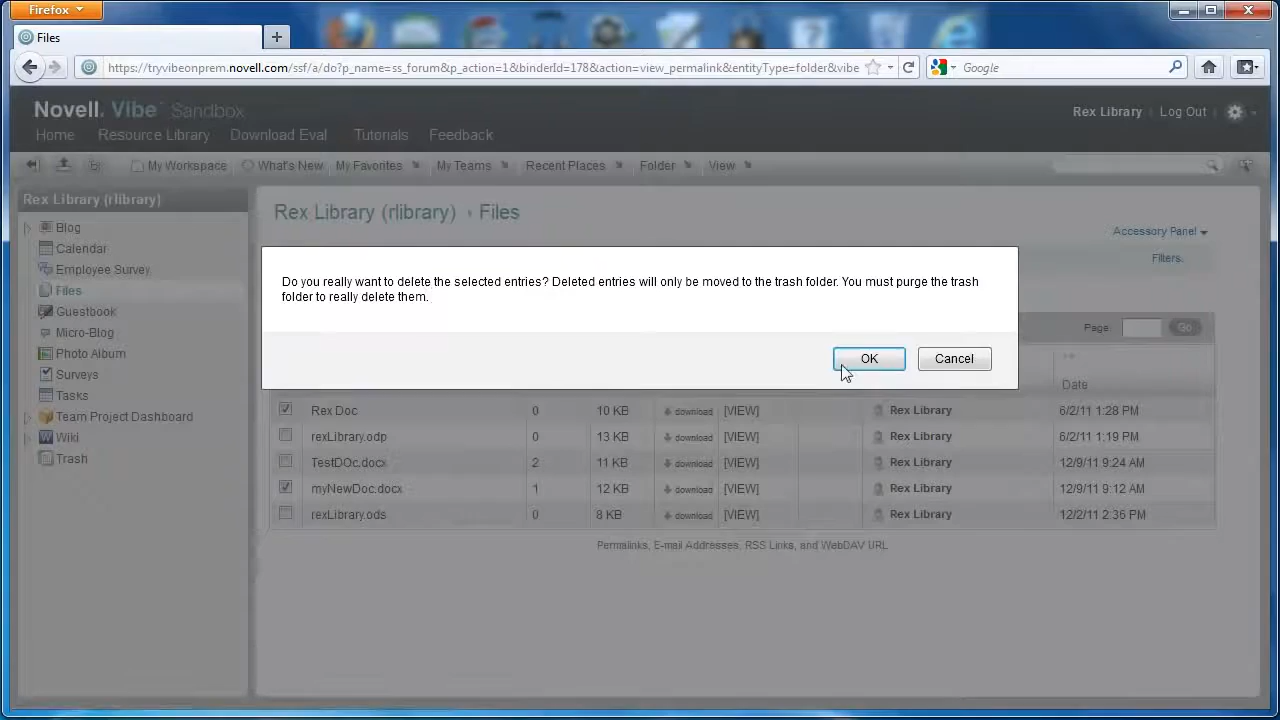 Firefox
Files
https://tryvibeonprem.novell.com/ssf/a/do?p_name=ss_forum&p_action=1&binderId=178&action=view_permalink&entityType=folder&vibe
Google
Novell. Vibe Sandbox
Rex Library Log Out
Home Resource Library Download Eval Tutorials Feedback
My Workspace What's New My Favorites My Teams Recent Places Folder View
Rex Library (rlibrary)
Blog
Calendar
Employee Survey
Files
Guestbook
Micro-Blog
Photo Album
Surveys
Tasks
Team Project Dashboard
Wiki
Trash
Rex Library (rlibrary) › Files
Accessory Panel
Filters.
Do you really want to delete the selected entries? Deleted entries will only be moved to the trash folder. You must purge the trash
folder to really delete them.
OK Cancel
Page Go
Date
Rex Doc 0 10 KB download [VIEW] Rex Library 6/2/11 1:28 PM
rexLibrary.odp 0 13 KB download [VIEW] Rex Library 6/2/11 1:19 PM
TestDOc.docx 2 11 KB download [VIEW] Rex Library 12/9/11 9:24 AM
myNewDoc.docx 1 12 KB download [VIEW] Rex Library 12/9/11 9:12 AM
rexLibrary.ods 0 8 KB download [VIEW] Rex Library 12/2/11 2:36 PM
Permalinks, E-mail Addresses, RSS Links, and WebDAV URL